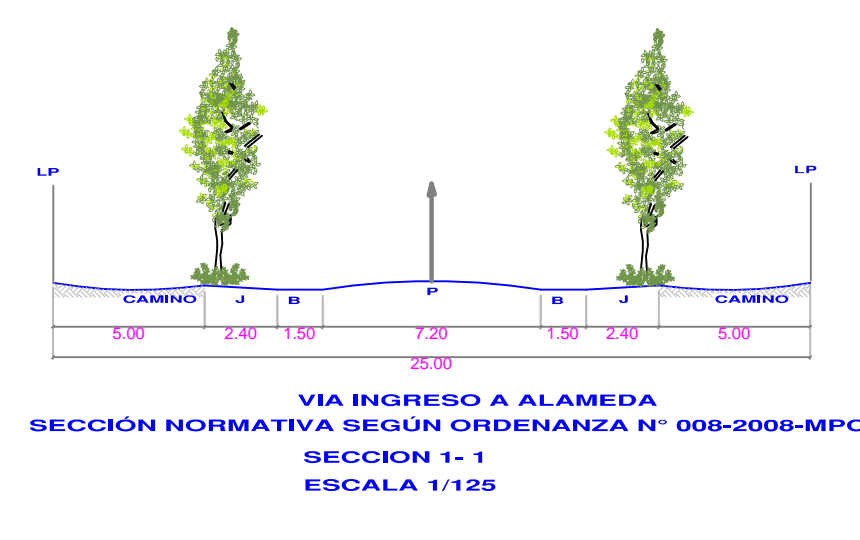 LP
LP
CAMINO J B P B J CAMINO
5.00 2.40 1.50 7.20 1.50 2.40 5.00
25.00
VIA INGRESO A ALAMEDA
SECCIÓN NORMATIVA SEGÚN ORDENANZA N° 008-2008-MPC
SECCION 1- 1
ESCALA 1/125